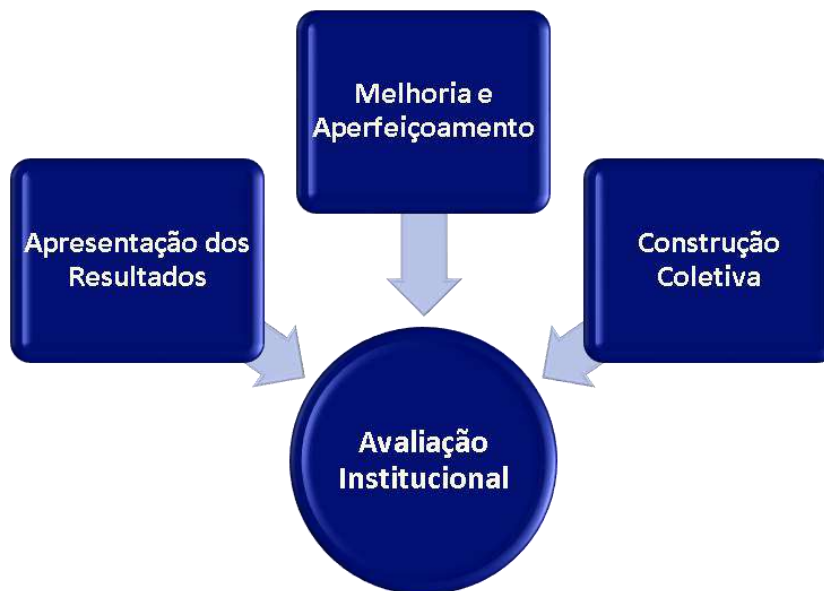 Melhoria e
Aperfeiçoamento
Apresentação dos
Resultados
Construção
Coletiva
Avaliação
Institucional